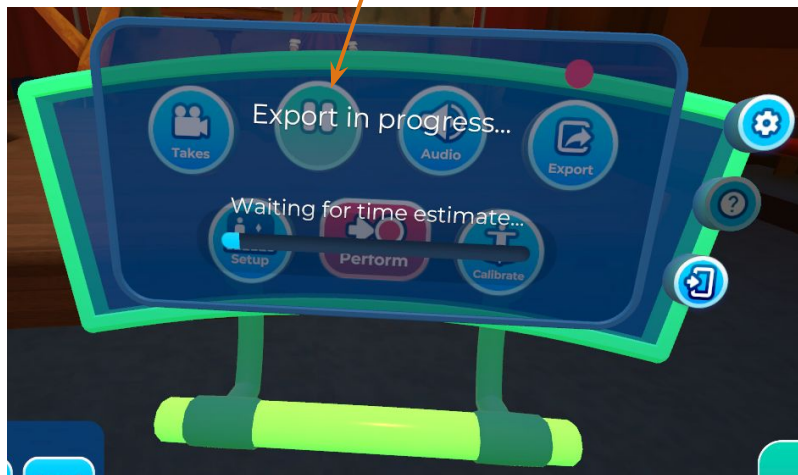 Export in progress...
Takes
Audio
Export
Waiting for time estimate...
Setup
Perform
Calibrate
?